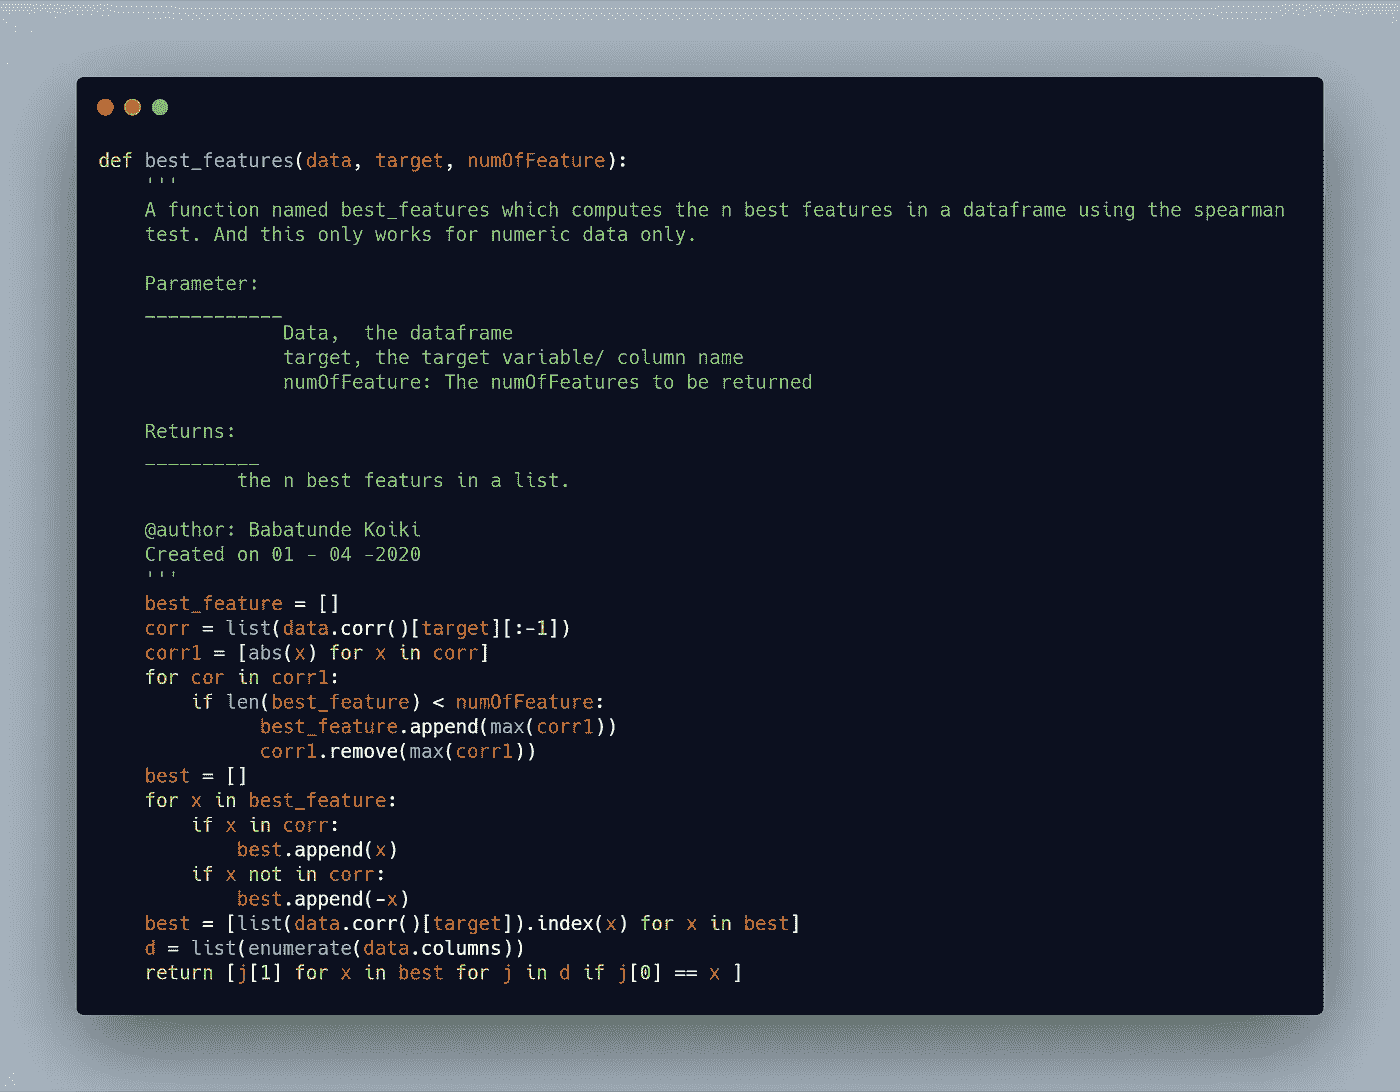 def best_features(data, target, numOfFeature):
    '''
    A function named best_features which computes the n best features in a dataframe using the spearman
    test. And this only works for numeric data only.
    Parameter:
    ____________
                Data,  the dataframe
                target, the target variable/ column name
                numOfFeature: The numOfFeatures to be returned
    Returns:
    __________
            the n best featurs in a list.
    @author: Babatunde Koiki
    Created on 01 - 04 -2020
    '''
    best_feature = []
    corr = list(data.corr()[target][:-1])
    corr1 = [abs(x) for x in corr]
    for cor in corr1:
        if len(best_feature) < numOfFeature:
              best_feature.append(max(corr1))
              corr1.remove(max(corr1))
    best = []
    for x in best_feature:
        if x in corr:
            best.append(x)
        if x not in corr:
            best.append(-x)
    best = [list(data.corr()[target]).index(x) for x in best]
    d = list(enumerate(data.columns))
    return [j[1] for x in best for j in d if j[0] == x ]